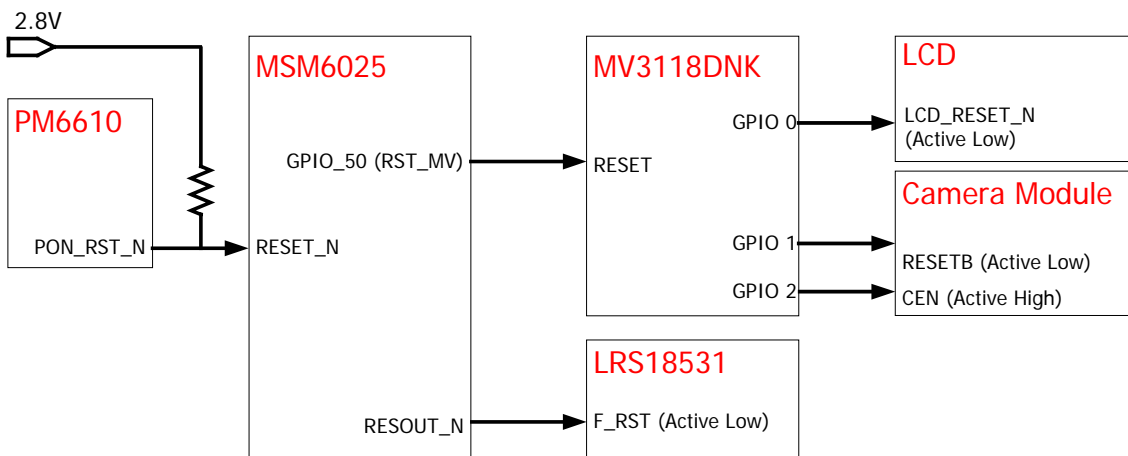 2.8V
PM6610
PON_RST_N
MSM6025
GPIO_50 (RST_MV)
RESET_N
RESOUT_N
MV3118DNK
GPIO 0
RESET
GPIO 1
GPIO 2
LCD
LCD_RESET_N
(Active Low)
Camera Module
RESETB (Active Low)
CEN (Active High)
LRS18531
F_RST (Active Low)